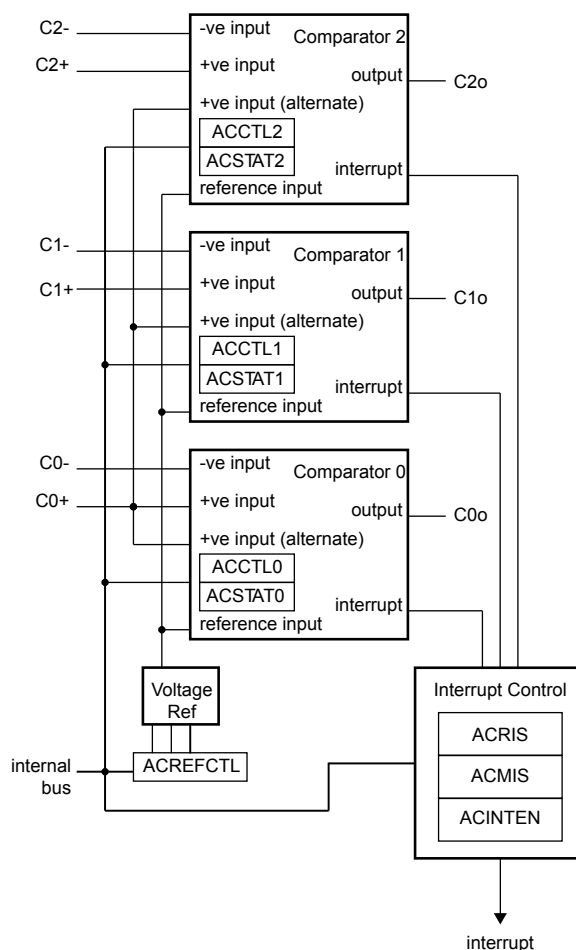 C2-
-ve input
Comparator 2
C2+
+ve input
output
C2o
+ve input (alternate)
ACCTL2
ACSTAT2
interrupt
reference input
C1-
-ve input
Comparator 1
C1+
+ve input
output
C1o
+ve input (alternate)
ACCTL1
ACSTAT1
interrupt
reference input
C0-
-ve input
Comparator 0
C0+
+ve input
output
C0o
+ve input (alternate)
ACCTL0
ACSTAT0
interrupt
reference input
Voltage
Ref
Interrupt Control
ACRIS
internal
bus
ACREFCTL
ACMIS
ACINTEN
interrupt